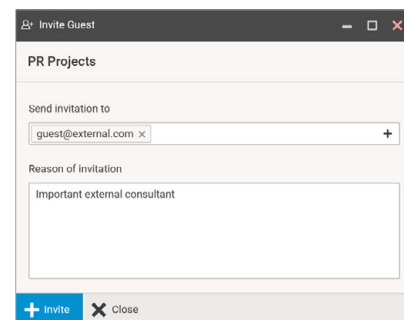 Invite Guest
PR Projects
Send invitation to
guest@external.com
Reason of invitation
Important external consultant
Invite Close